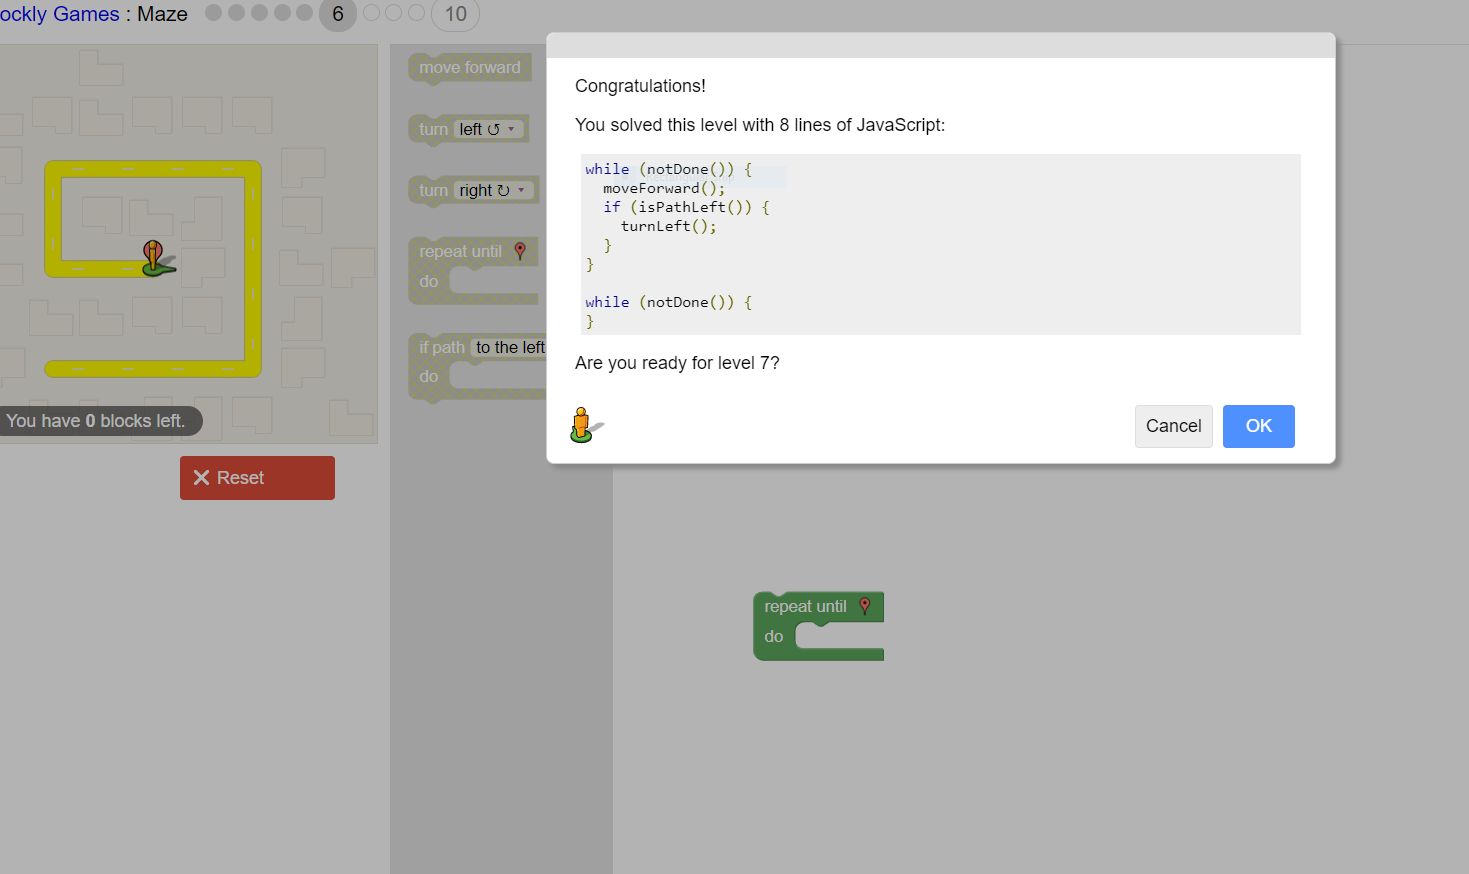 ockly Games : Maze 6 10
move forward
turn left ↺
turn right ↻
repeat until
do
if path to the left
do
You have 0 blocks left.
Reset
Congratulations!
You solved this level with 8 lines of JavaScript:
while (notDone()) {
moveForward();
if (isPathLeft()) {
turnLeft();
}
}
while (notDone()) {
}
Are you ready for level 7?
Cancel OK
repeat until
do